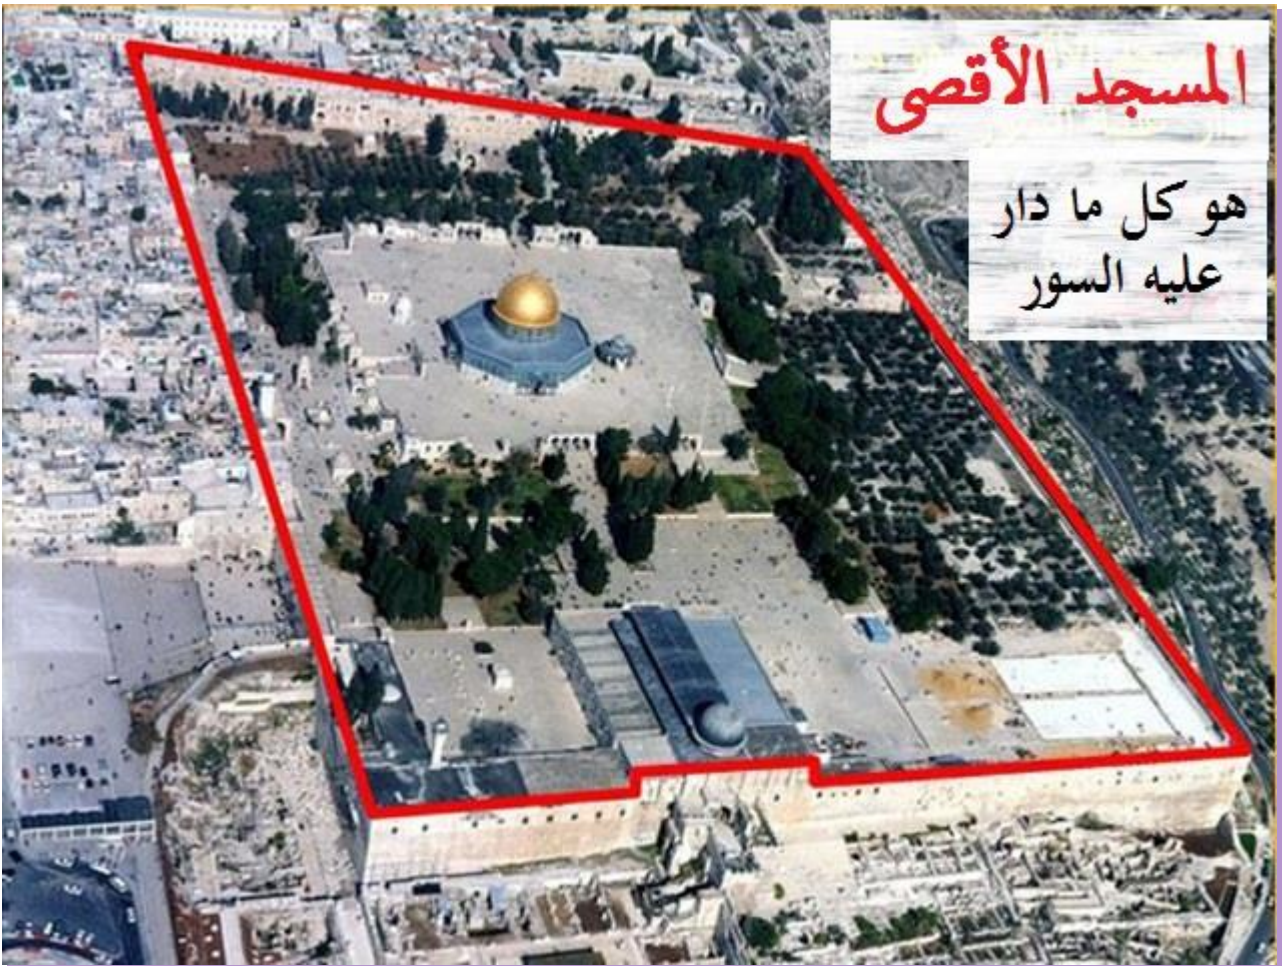 المسجد الأقصى
هو كل ما دار
عليه السور